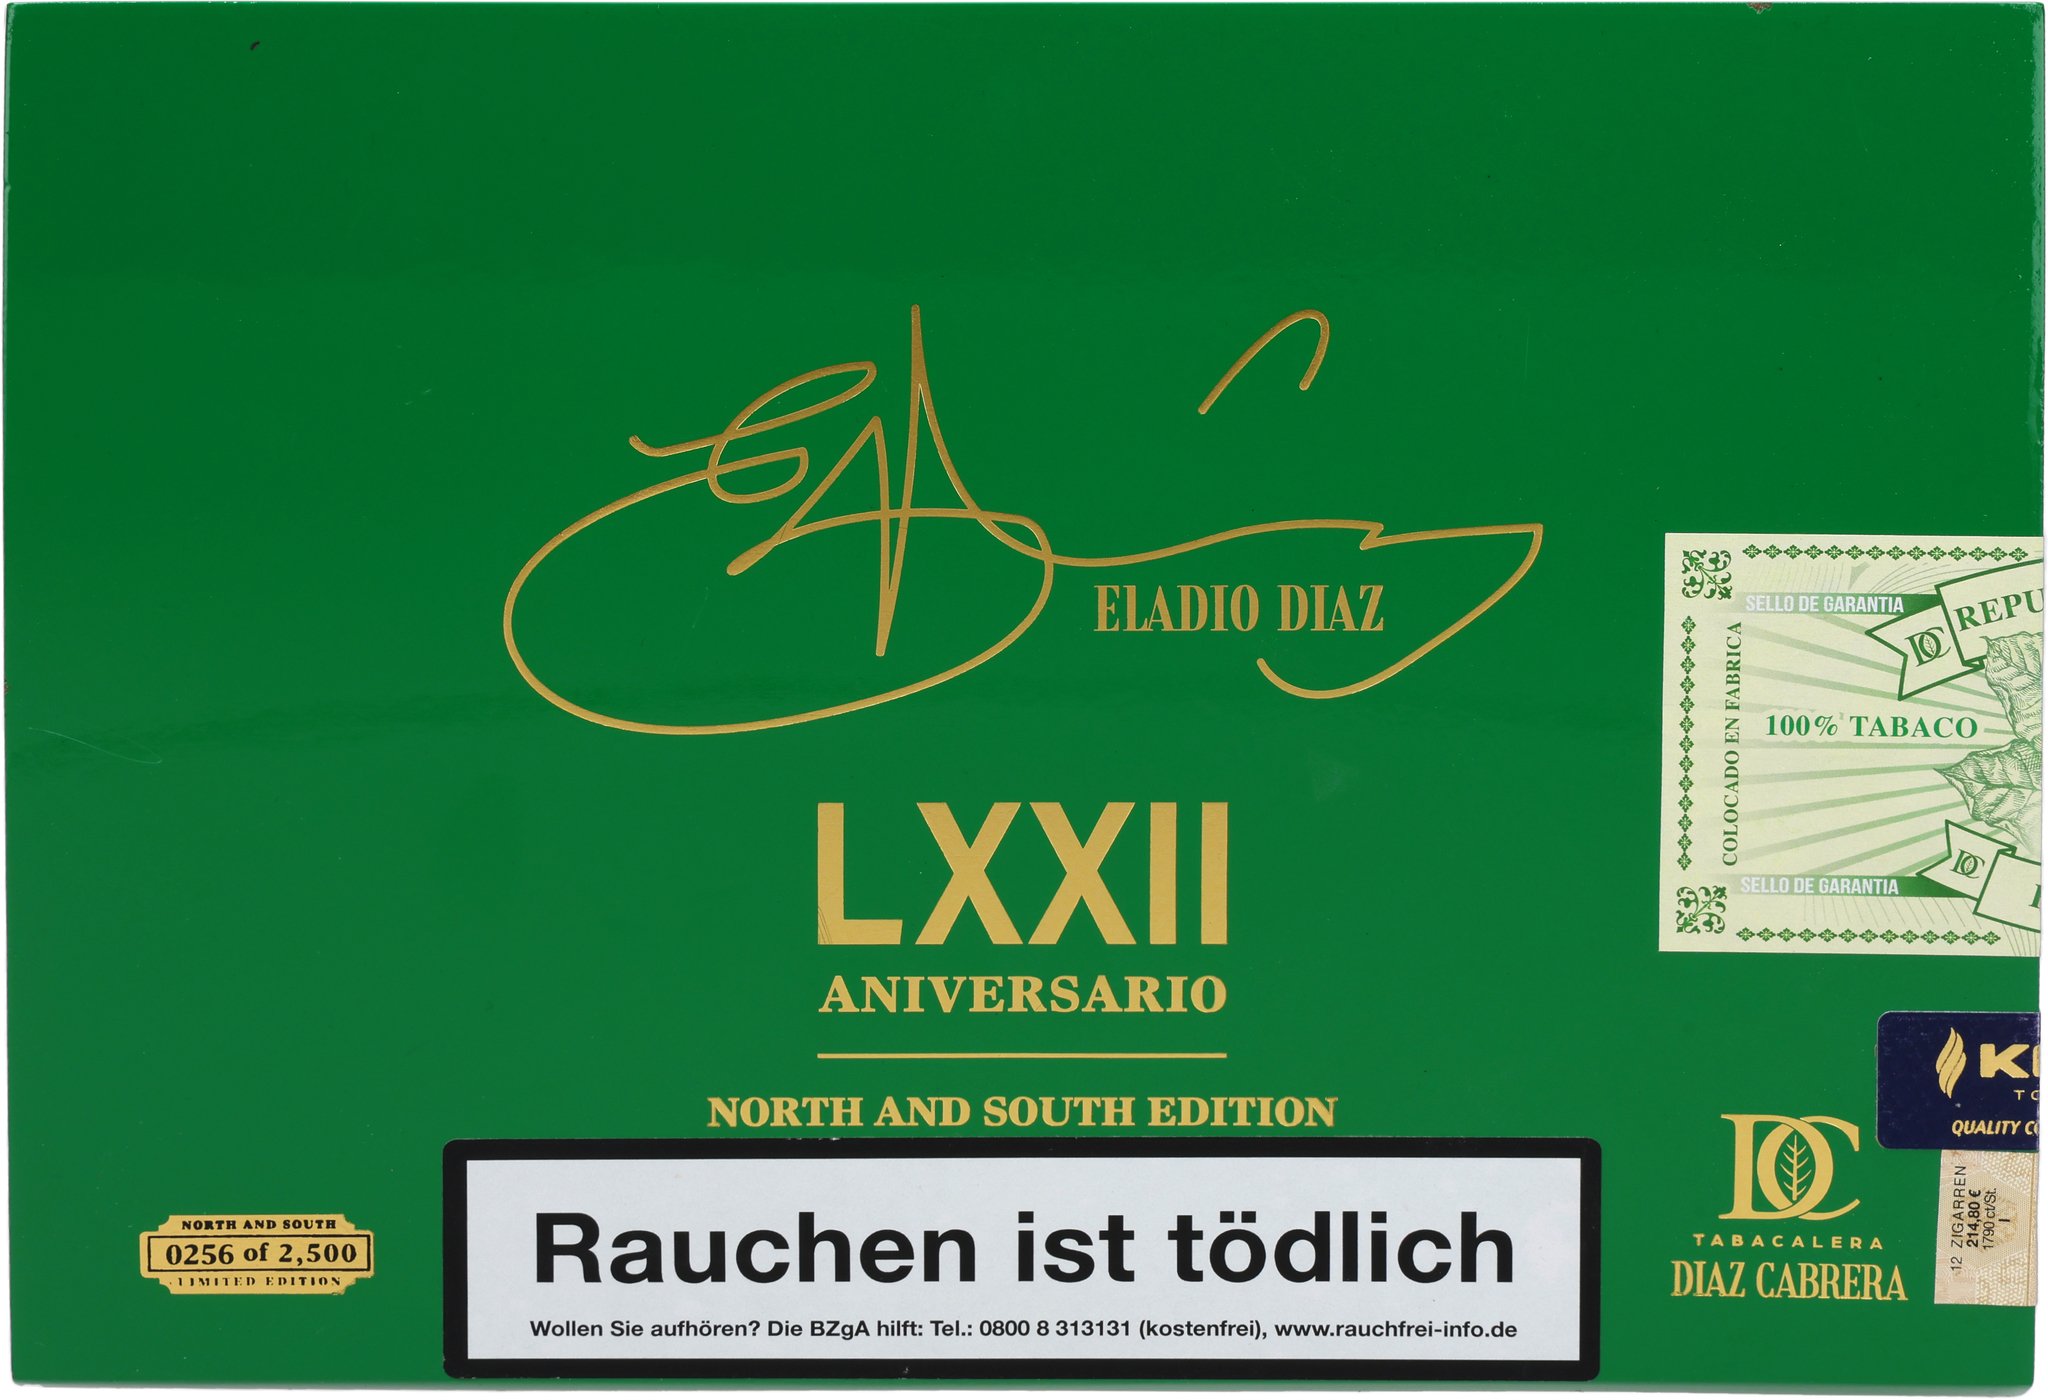 ELADIO DIAZ
LXXII
ANIVERSARIO
NORTH AND SOUTH EDITION
SELLO DE GARANTIA
COLOCADO EN FABRICA
100% TABACO
SELLO DE GARANTIA
DC
DC
QUALITY
DC
TABACALERA
DIAZ CABRERA
12 ZIGARREN
214,80 €
1790 ct/St.
NORTH AND SOUTH
0256 of 2,500
LIMITED EDITION
Rauchen ist tödlich
Wollen Sie aufhören? Die BZgA hilft: Tel.: 0800 8 313131 (kostenfrei), www.rauchfrei-info.de